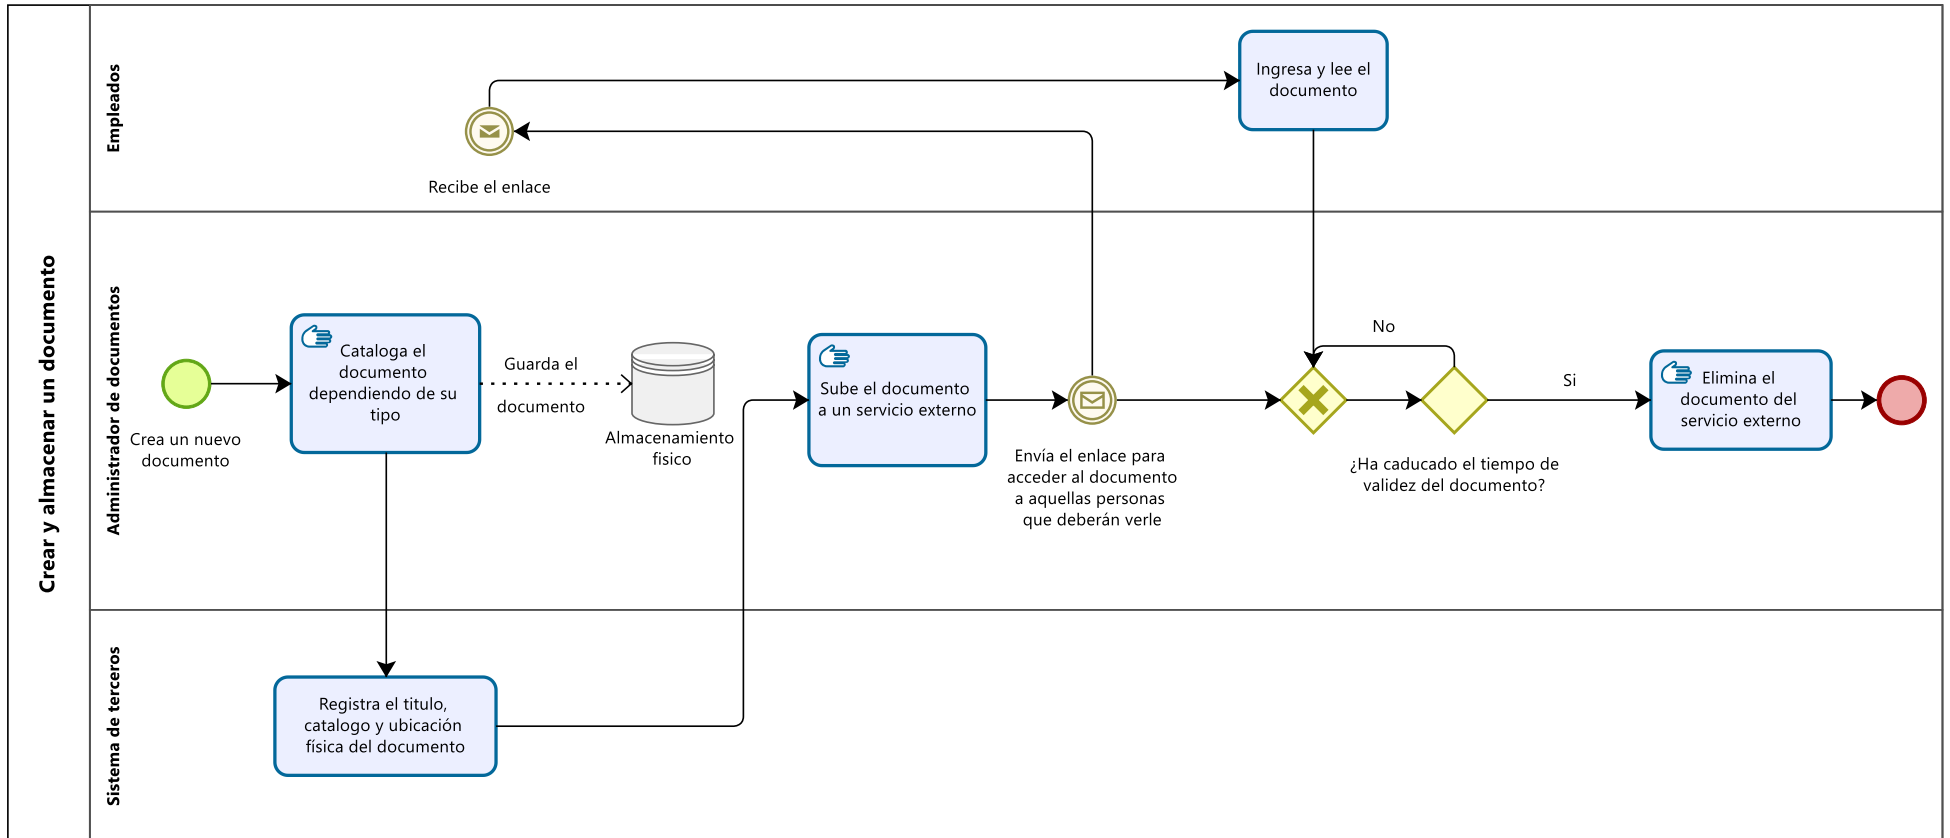 Crear y almacenar un documento
Empleados
Ingresa y lee el
documento
Recibe el enlace
Administrador de documentos
Crea un nuevo
documento
Cataloga el
documento
dependiendo de su
tipo
Guarda el
documento
Almacenamiento
fisico
Sube el documento
a un servicio externo
Envía el enlace para
acceder al documento
a aquellas personas
que deberán verle
No
¿Ha caducado el tiempo de
validez del documento?
Si
Elimina el
documento del
servicio externo
Sistema de terceros
Registra el titulo,
catalogo y ubicación
física del documento